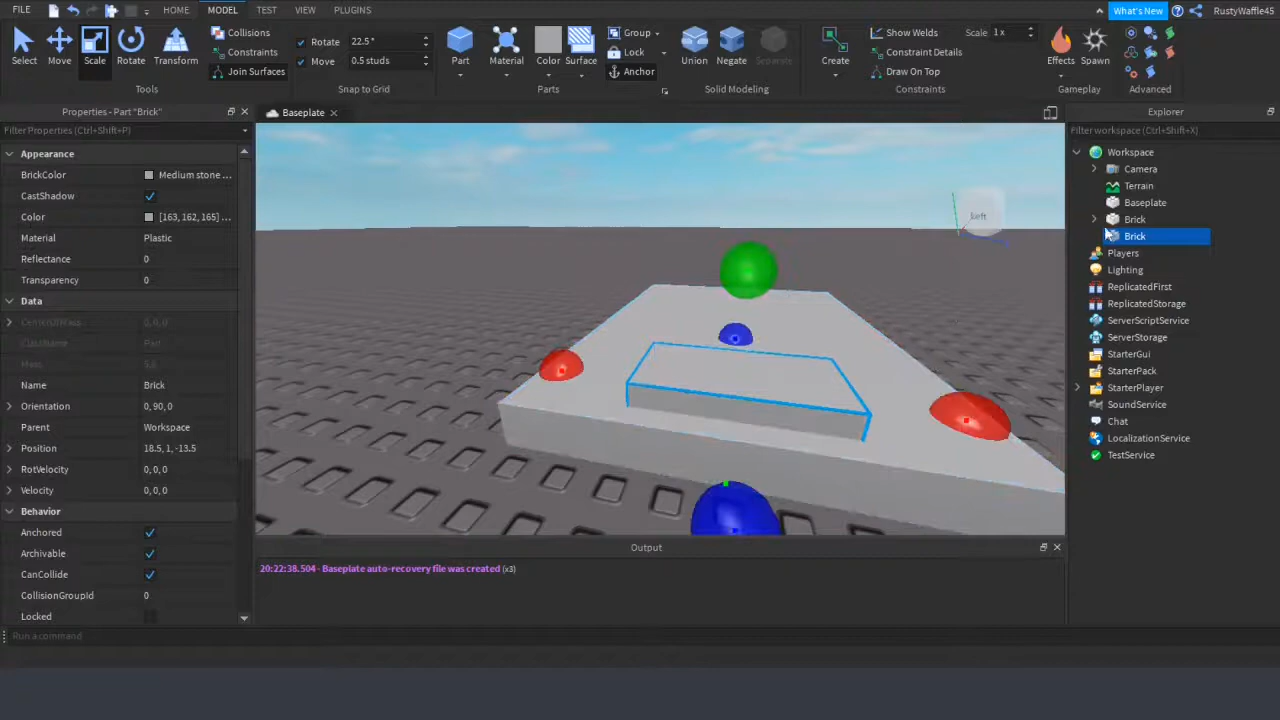 FILE HOME MODEL TEST VIEW PLUGINS What's New RustyWaffle45
Select Move Scale Rotate Transform
Collisions
Constraints
Join Surfaces
Tools
Rotate 22.5 °
Move 0.5 studs
Snap to Grid
Part Material Color Surface
Group
Lock
Anchor
Parts
Union Negate Separate
Solid Modeling
Create
Show Welds Scale 1 x
Constraint Details
Draw On Top
Constraints
Effects Spawn
Gameplay
Advanced
Properties - Part "Brick"
Filter Properties (Ctrl+Shift+P)
Appearance
BrickColor Medium stone ...
CastShadow
Color [163, 162, 165] ...
Material Plastic
Reflectance 0
Transparency 0
Data
CenterOfMass 0, 0, 0
ClassName Part
Mass 5.6
Name Brick
Orientation 0, 90, 0
Parent Workspace
Position 18.5, 1, -13.5
RotVelocity 0, 0, 0
Velocity 0, 0, 0
Behavior
Anchored
Archivable
CanCollide
CollisionGroupId 0
Locked
Run a command
Baseplate
Left
Output
20:22:38.504 - Baseplate auto-recovery file was created (x3)
Explorer
Filter workspace (Ctrl+Shift+X)
Workspace
Camera
Terrain
Baseplate
Brick
Brick
Players
Lighting
ReplicatedFirst
ReplicatedStorage
ServerScriptService
ServerStorage
StarterGui
StarterPack
StarterPlayer
SoundService
Chat
LocalizationService
TestService